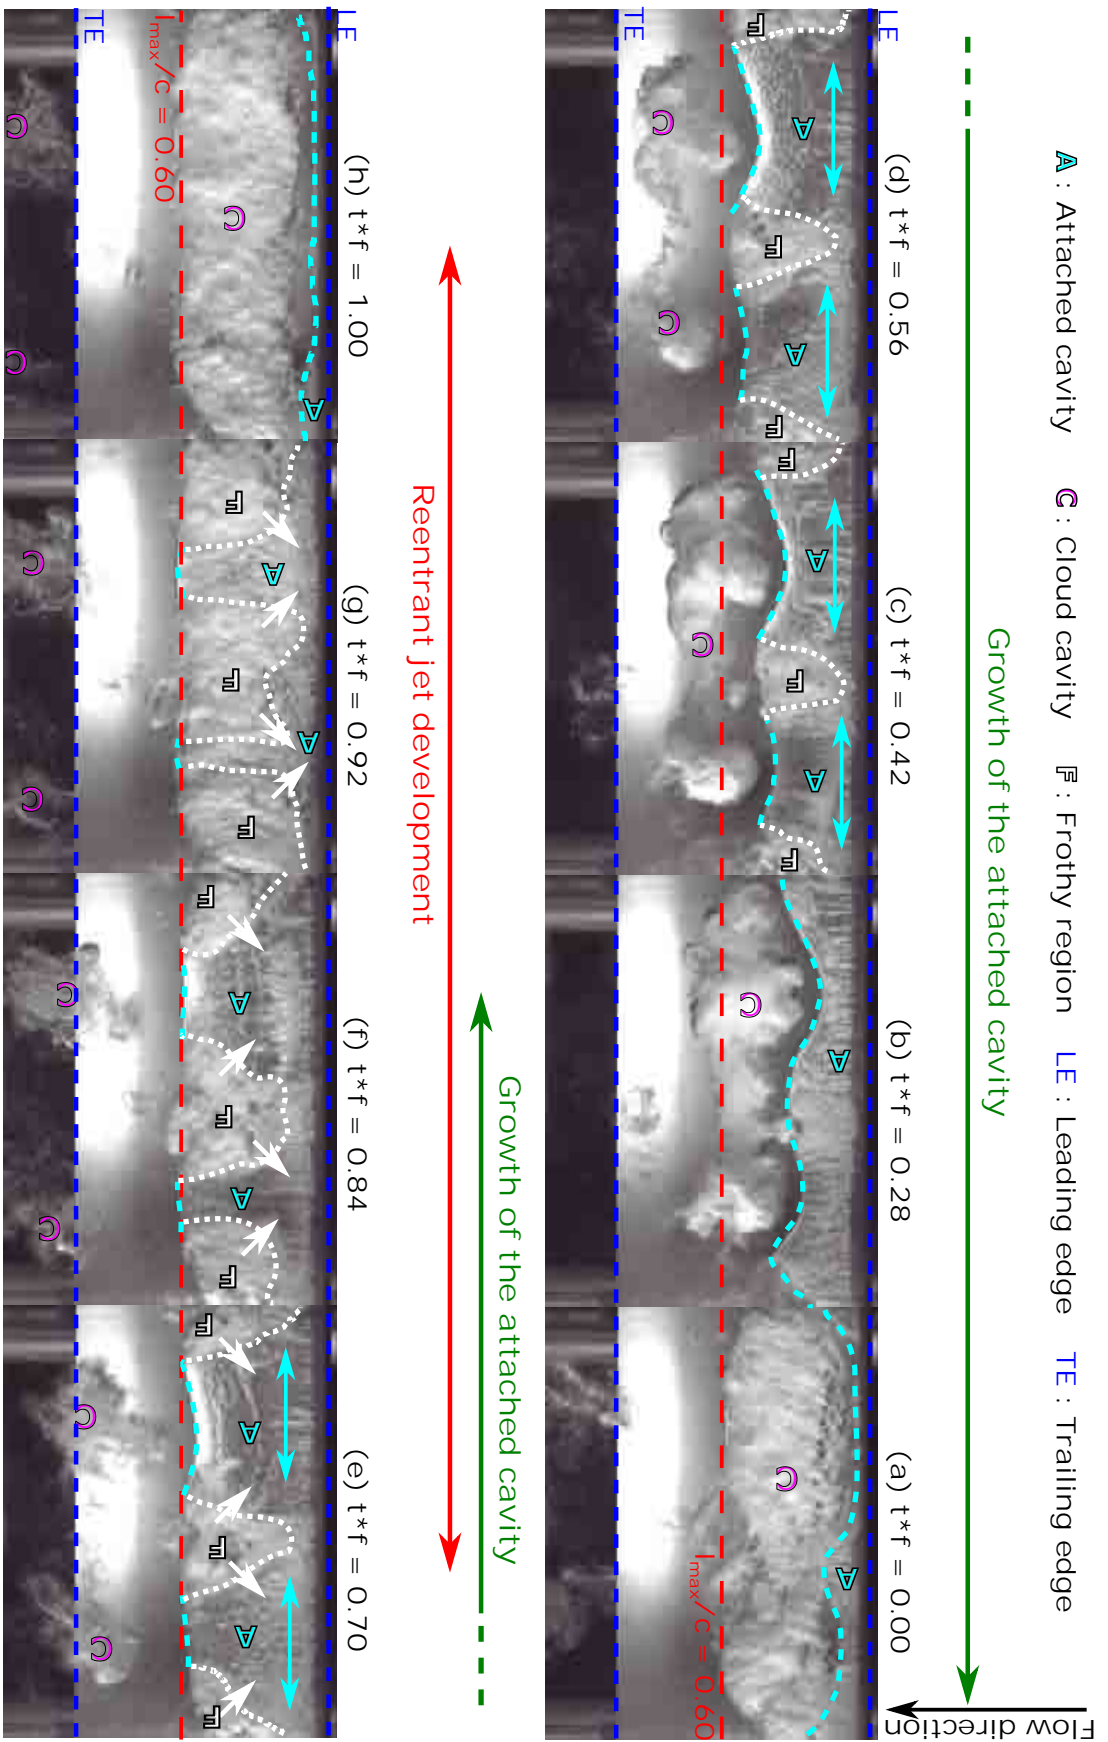 A : Attached cavity C : Cloud cavity F : Frothy region LE : Leading edge TE : Trailing edge
Flow direction
Growth of the attached cavity
(d) t*f = 0.56
(c) t*f = 0.42
(b) t*f = 0.28
(a) t*f = 0.00
LE
TE
F
A
C
F
A
C
F
F
A
C
F
A
F
C
A
C
A
lmax/c = 0.60
Growth of the attached cavity
Reentrant jet development
(h) t*f = 1.00
(g) t*f = 0.92
(f) t*f = 0.84
(e) t*f = 0.70
LE
TE
lmax/c = 0.60
C
C
C
A
F
C
A
F
A
C
F
F
C
A
F
A
C
F
F
C
A
F
A
C
F